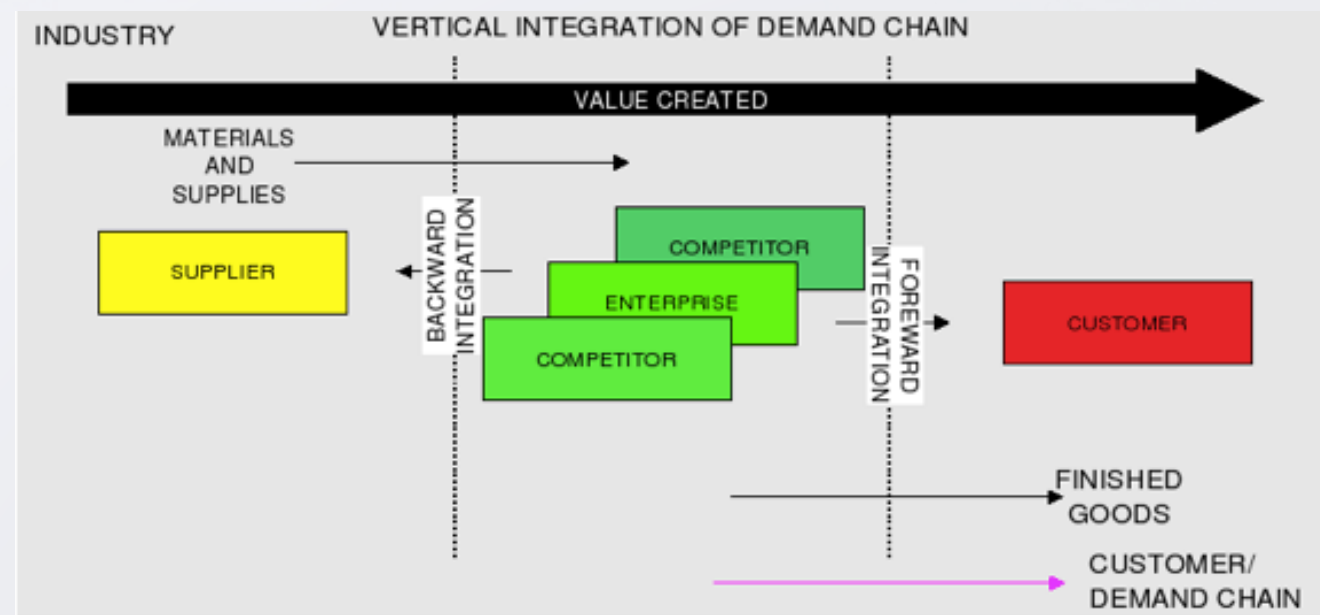 INDUSTRY
VERTICAL INTEGRATION OF DEMAND CHAIN
VALUE CREATED
MATERIALS
AND
SUPPLIES
SUPPLIER
BACKWARD
INTEGRATION
COMPETITOR
ENTERPRISE
COMPETITOR
FOREWARD
INTEGRATION
CUSTOMER
FINISHED
GOODS
CUSTOMER/
DEMAND CHAIN